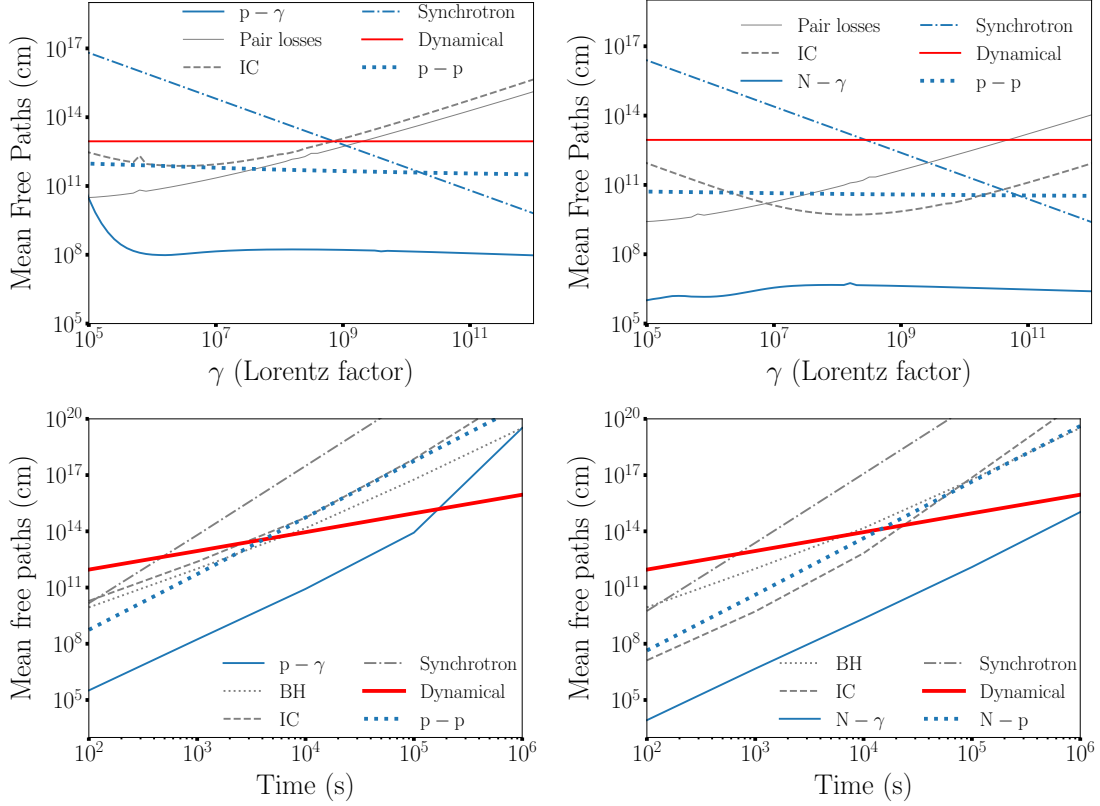 p − γ
Pair losses
IC
Synchrotron
Dynamical
p − p
Mean Free Paths (cm)
10^17
10^14
10^11
10^8
10^5
10^5
10^7
10^9
10^11
γ (Lorentz factor)
Pair losses
IC
N − γ
Synchrotron
Dynamical
p − p
Mean Free Paths (cm)
10^17
10^14
10^11
10^8
10^5
10^5
10^7
10^9
10^11
γ (Lorentz factor)
Mean free paths (cm)
10^20
10^17
10^14
10^11
10^8
10^5
p − γ
BH
IC
Synchrotron
Dynamical
p − p
10^2
10^3
10^4
10^5
10^6
Time (s)
Mean free paths (cm)
10^20
10^17
10^14
10^11
10^8
10^5
BH
IC
N − γ
Synchrotron
Dynamical
N − p
10^2
10^3
10^4
10^5
10^6
Time (s)